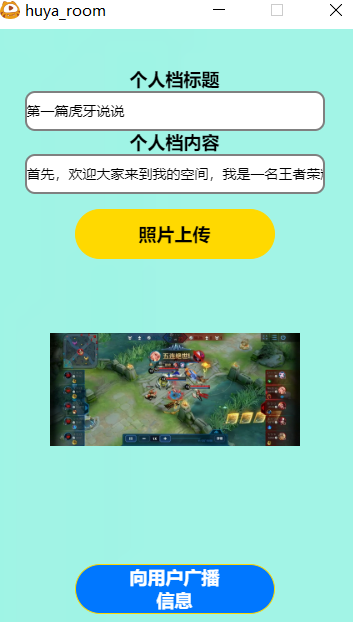 huya_room
个人档标题
第一篇虎牙说说
个人档内容
首先，欢迎大家来到我的空间，我是一名王者荣
照片上传
五连绝世
向用户广播
信息